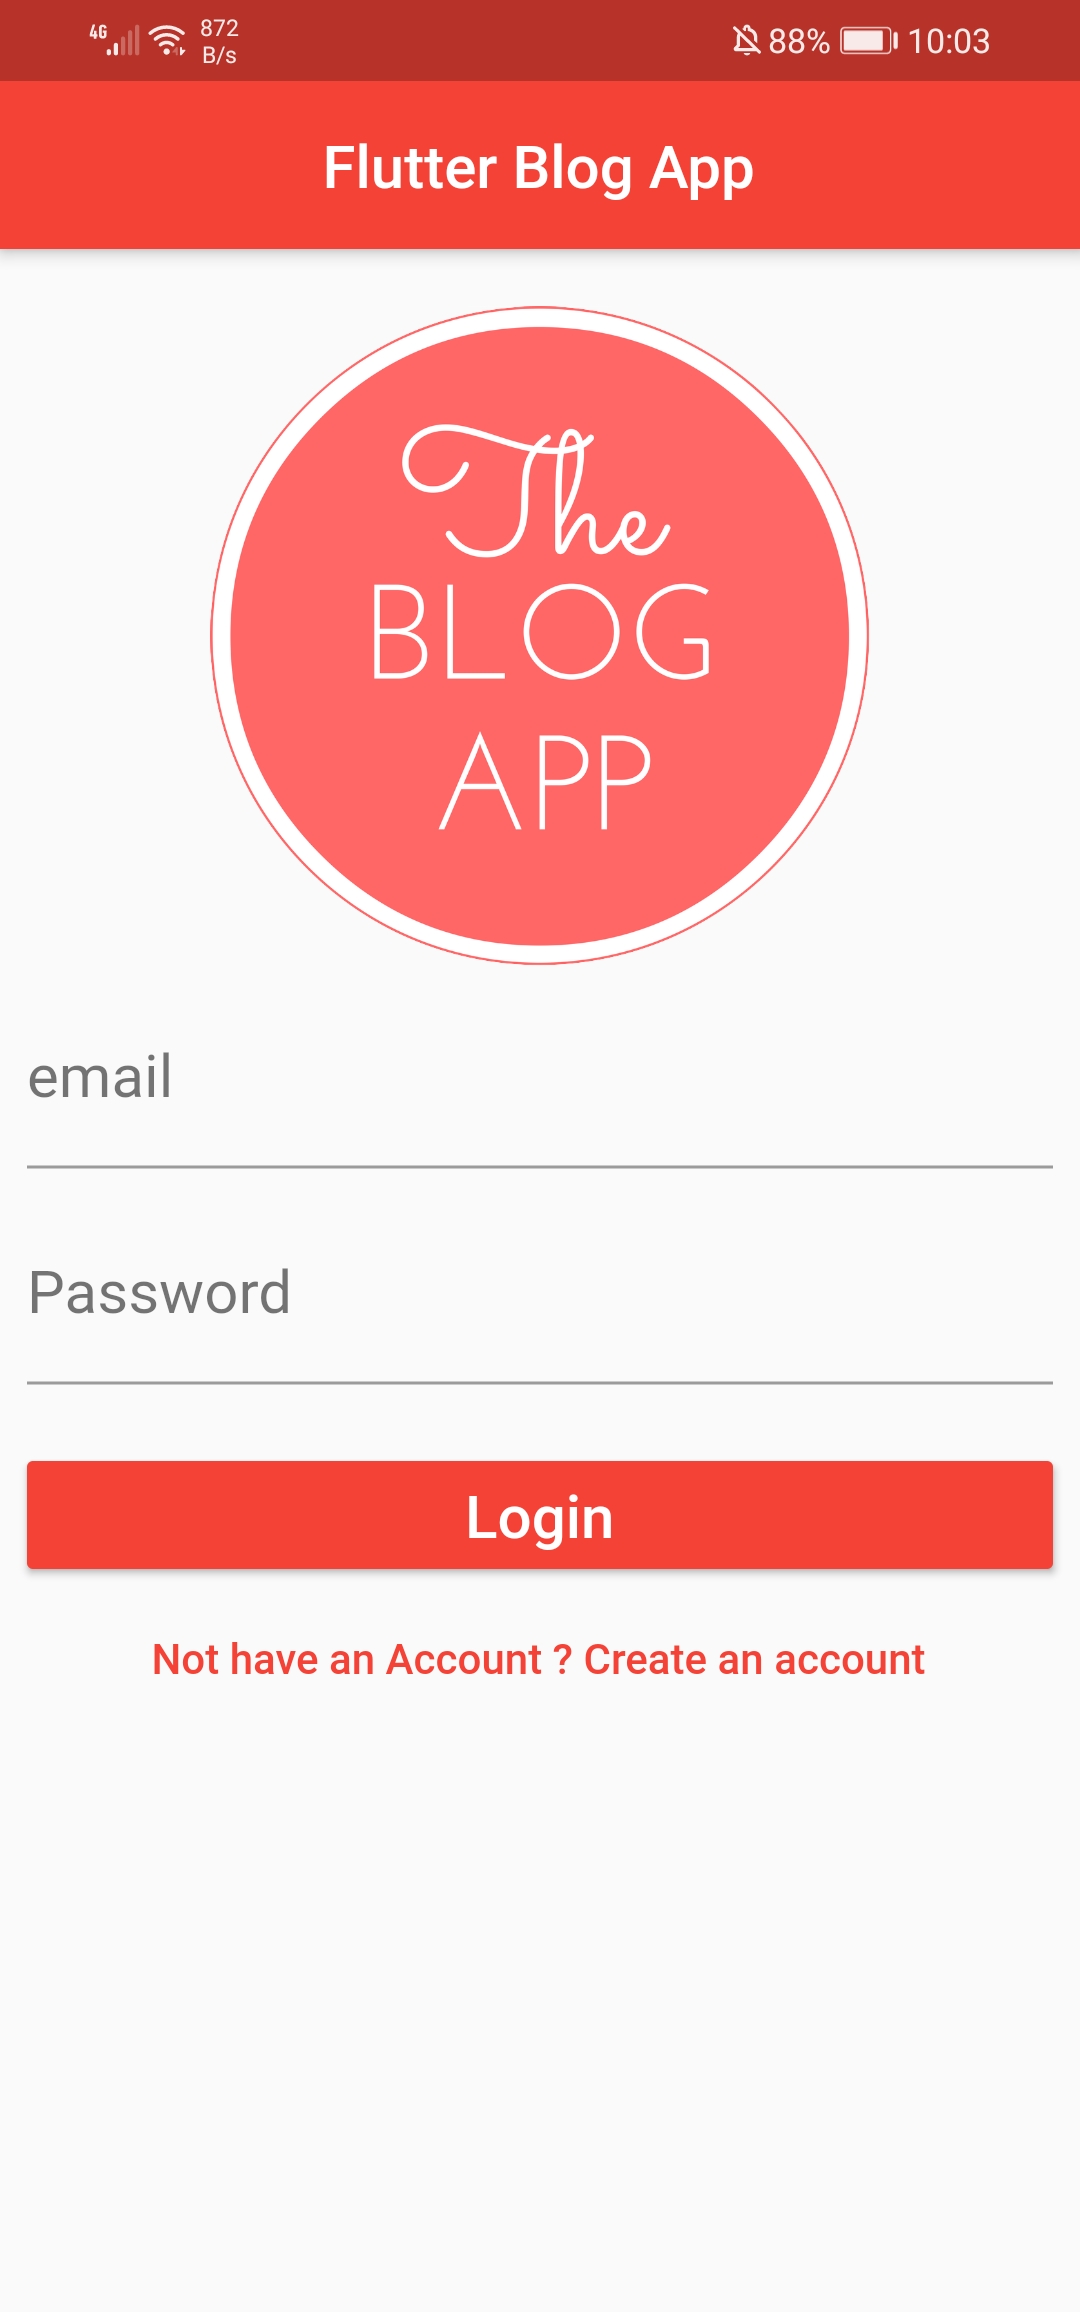 4G 872 88% 10:03
B/s
Flutter Blog App
The
BLOG
APP
email
Password
Login
Not have an Account ? Create an account